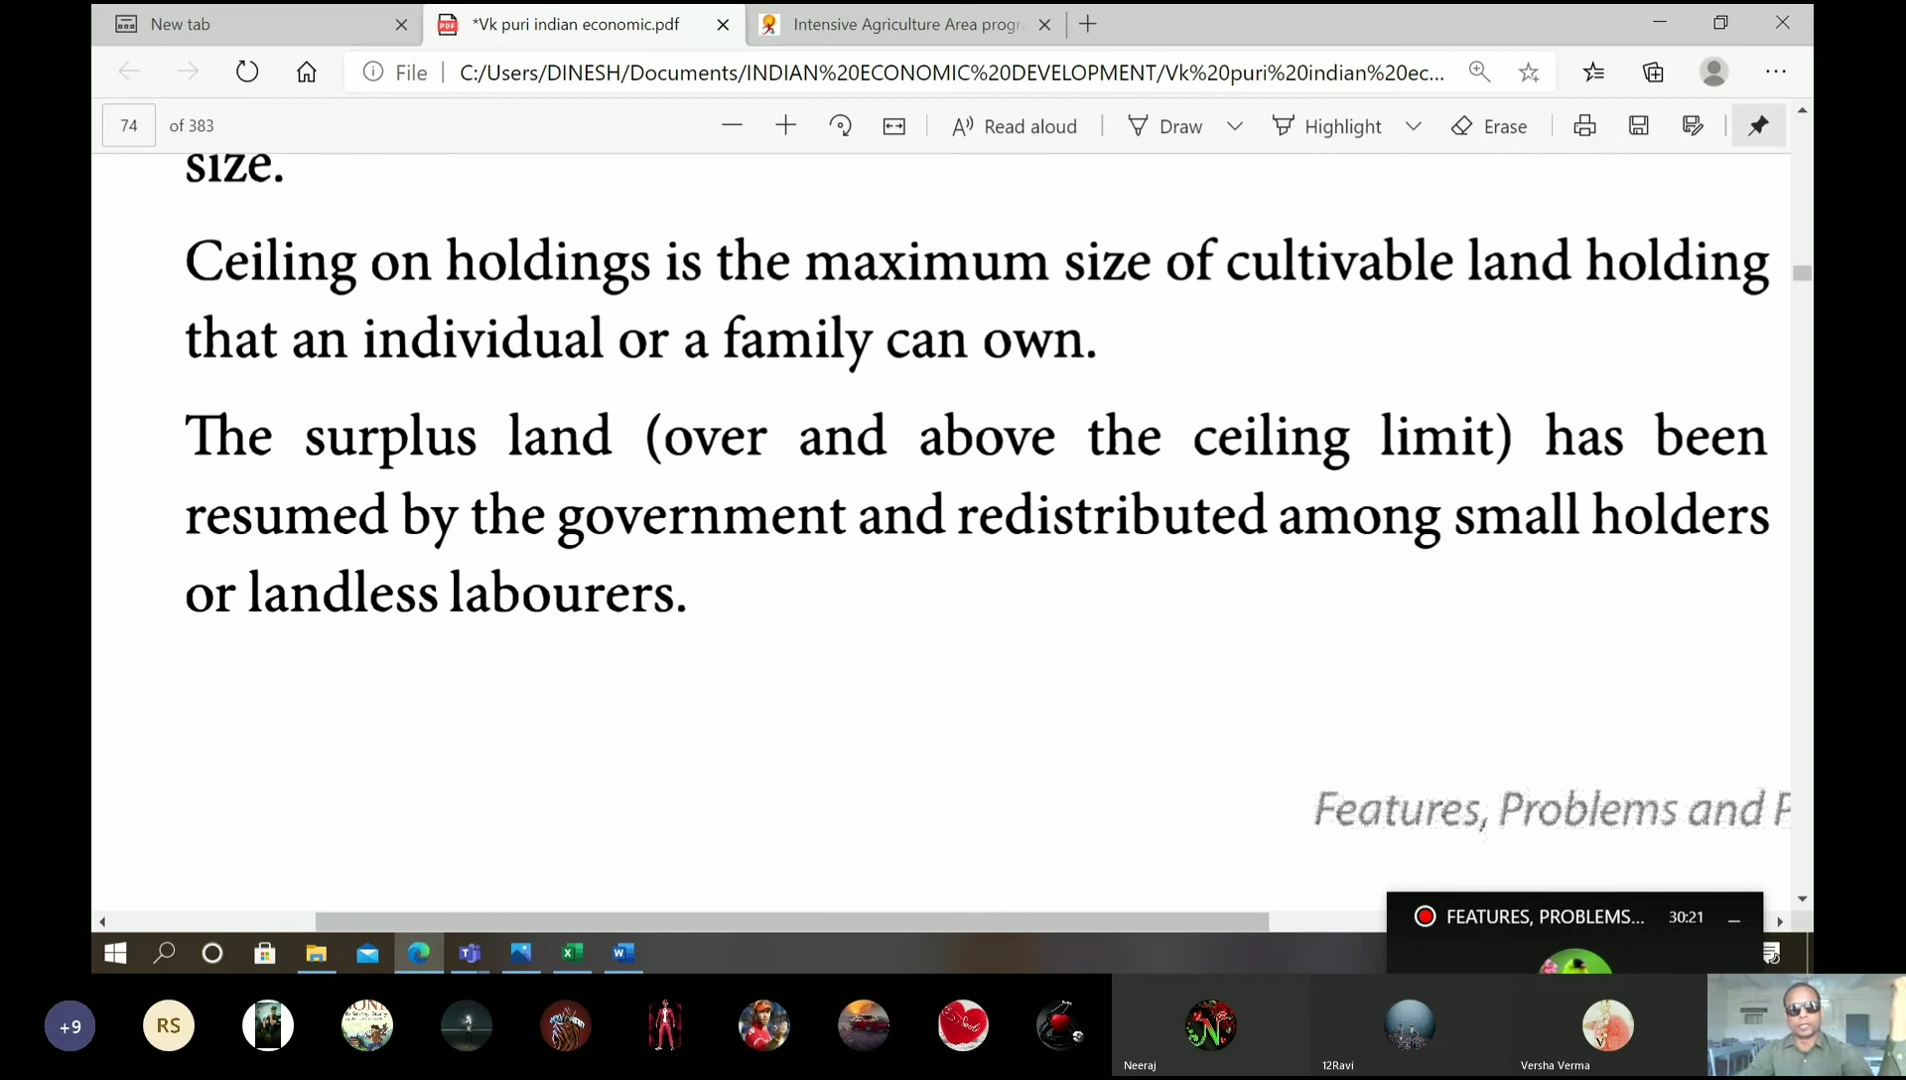 New tab
*Vk puri indian economic.pdf
Intensive Agriculture Area progr
File
C:/Users/DINESH/Documents/INDIAN%20ECONOMIC%20DEVELOPMENT/Vk%20puri%20indian%20ec...
74 of 383
Read aloud
Draw
Highlight
Erase
size.
Ceiling on holdings is the maximum size of cultivable land holding
that an individual or a family can own.
The surplus land (over and above the ceiling limit) has been
resumed by the government and redistributed among small holders
or landless labourers.
Features, Problems and P
FEATURES, PROBLEMS... 30:21
+9
RS
Neeraj
12Ravi
Versha Verma